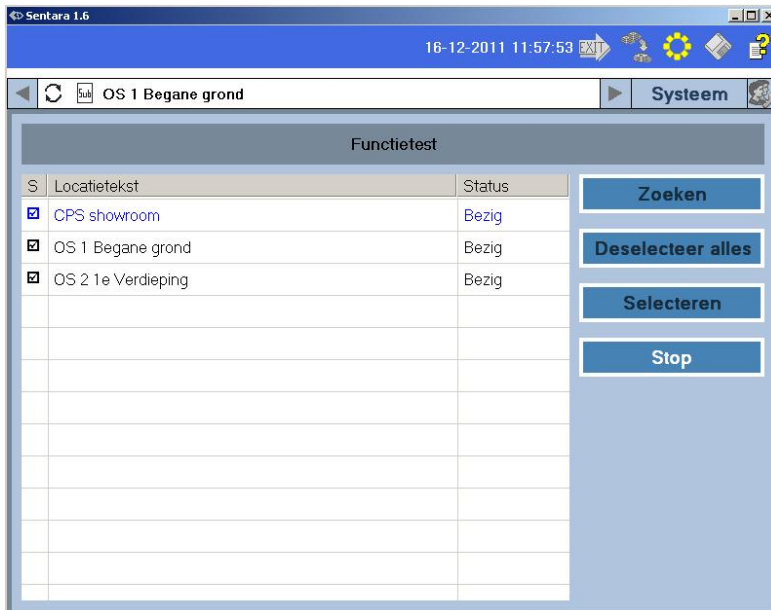 Sentara 1.6
16-12-2011 11:57:53 EXIT
Sub OS 1 Begane grond Systeem
Functietest
S Locatietekst Status
CPS showroom Bezig
OS 1 Begane grond Bezig
OS 2 1e Verdieping Bezig
Zoeken
Deselecteer alles
Selecteren
Stop